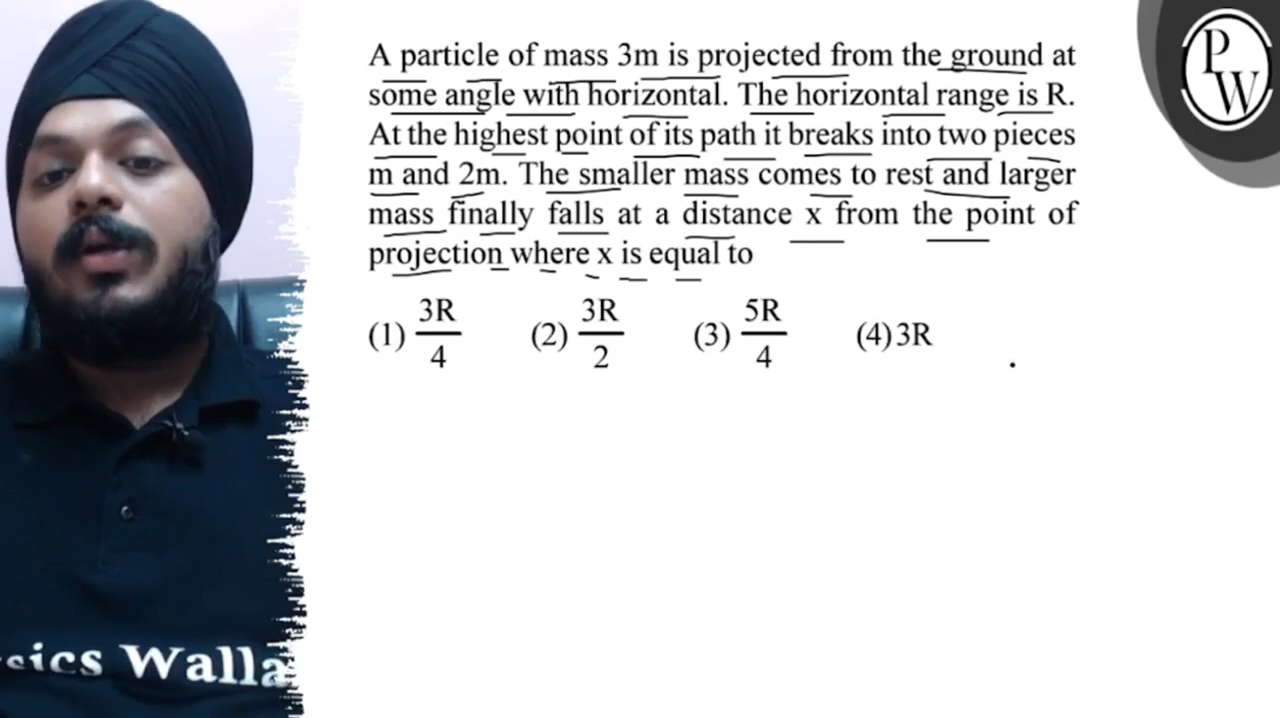 A particle of mass 3m is projected from the ground at
some angle with horizontal. The horizontal range is R.
At the highest point of its path it breaks into two pieces
m and 2m. The smaller mass comes to rest and larger
mass finally falls at a distance x from the point of
projection where x is equal to
(1) 3R/4 (2) 3R/2 (3) 5R/4 (4) 3R
PW
sics Walla